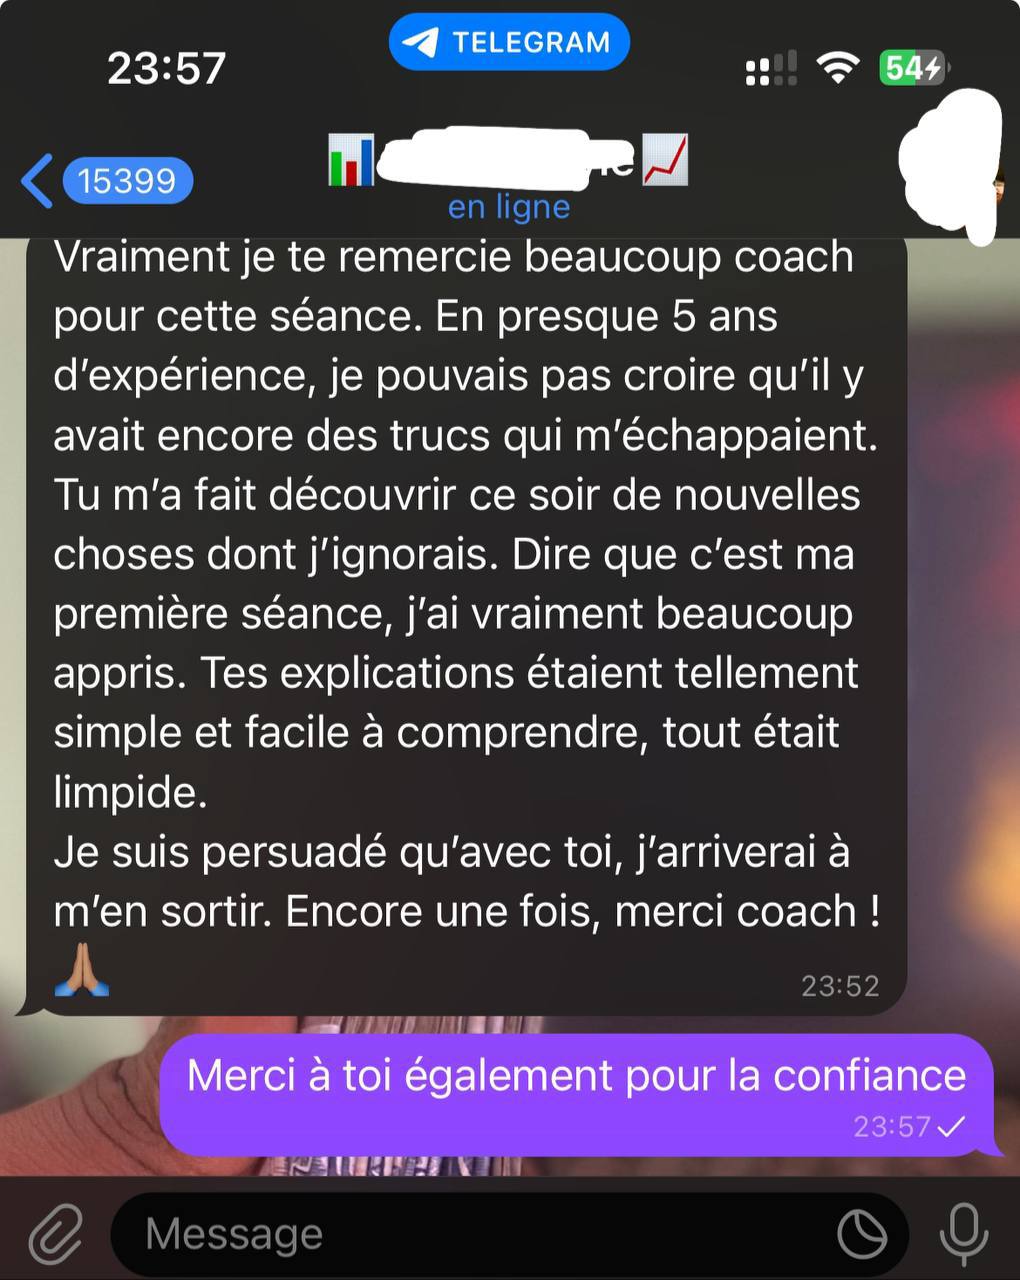 23:57
TELEGRAM
54
15399
en ligne
Vraiment je te remercie beaucoup coach
pour cette séance. En presque 5 ans
d’expérience, je pouvais pas croire qu’il y
avait encore des trucs qui m’échappaient.
Tu m’a fait découvrir ce soir de nouvelles
choses dont j’ignorais. Dire que c’est ma
première séance, j’ai vraiment beaucoup
appris. Tes explications étaient tellement
simple et facile à comprendre, tout était
limpide.
Je suis persuadé qu’avec toi, j’arriverai à
m’en sortir. Encore une fois, merci coach !
23:52
Merci à toi également pour la confiance
23:57
Message